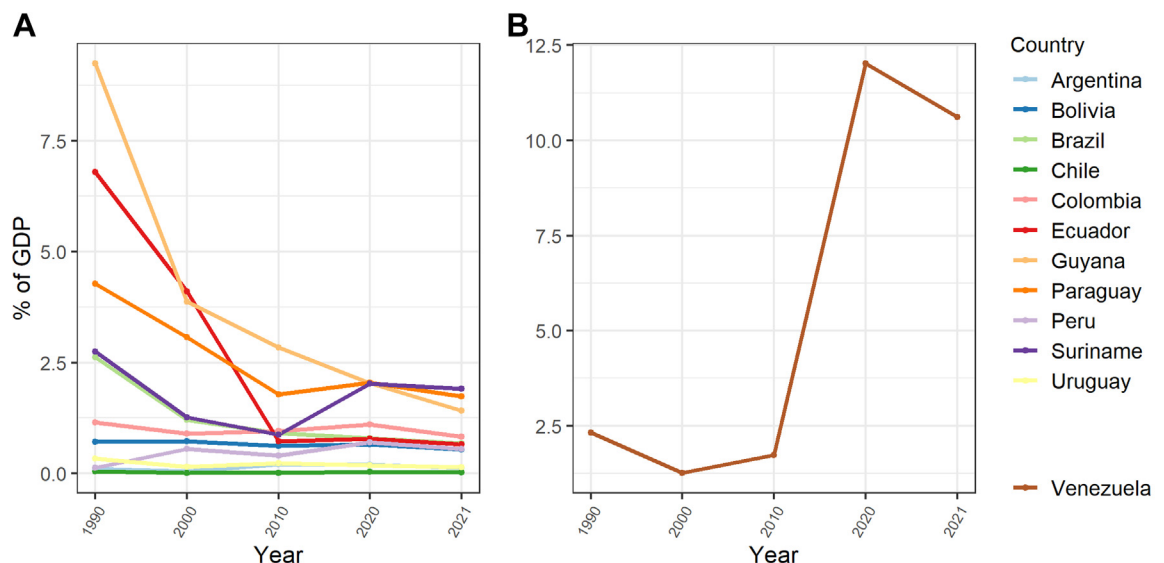 A
% of GDP
7.5
5.0
2.5
0.0
1990
2000
2010
2020
2021
Year
B
12.5
10.0
7.5
5.0
2.5
1990
2000
2010
2020
2021
Year
Country
Argentina
Bolivia
Brazil
Chile
Colombia
Ecuador
Guyana
Paraguay
Peru
Suriname
Uruguay
Venezuela